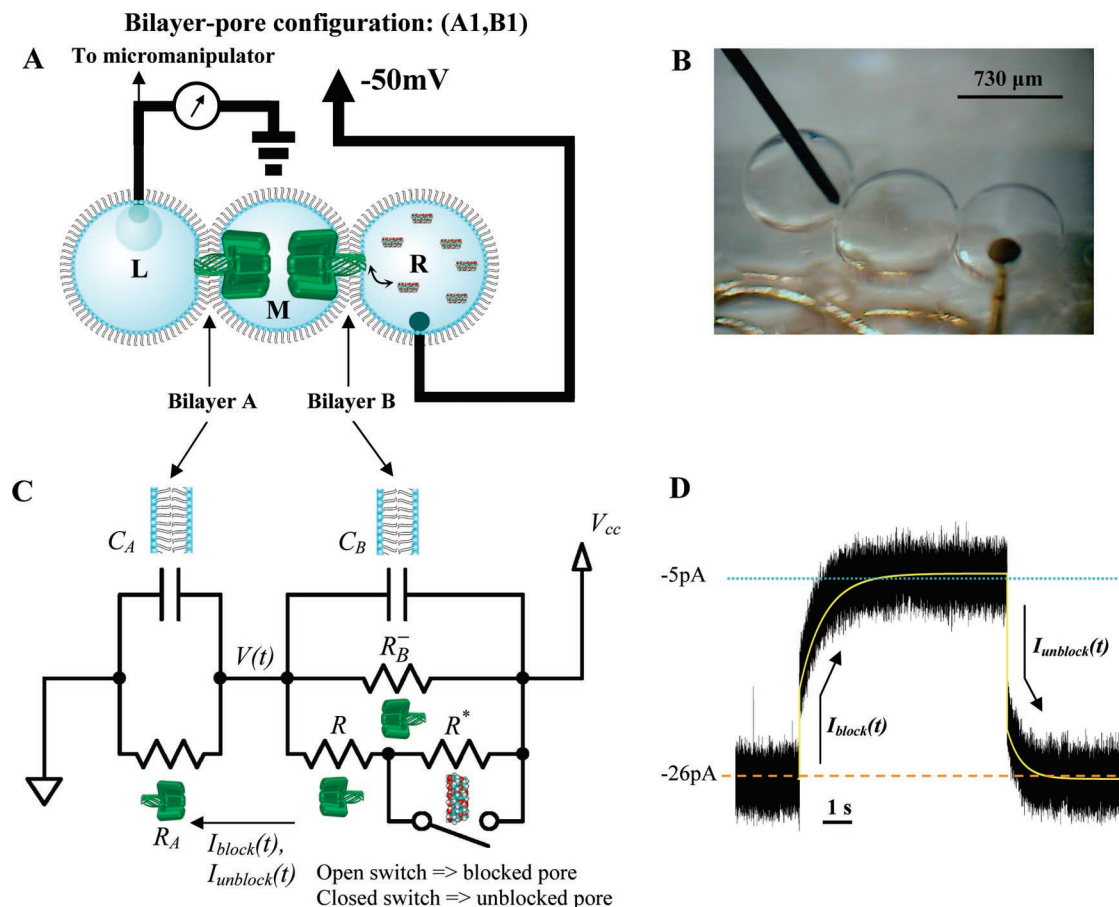 Bilayer-pore configuration: (A1,B1)
A
To micromanipulator
-50mV
L
M
R
Bilayer A
Bilayer B
B
730 μm
C
C_A
C_B
V_cc
V(t)
R_B^-
R
R^*
R_A
I_block(t),
I_unblock(t)
Open switch => blocked pore
Closed switch => unblocked pore
D
-5pA
I_unblock(t)
I_block(t)
-26pA
1 s